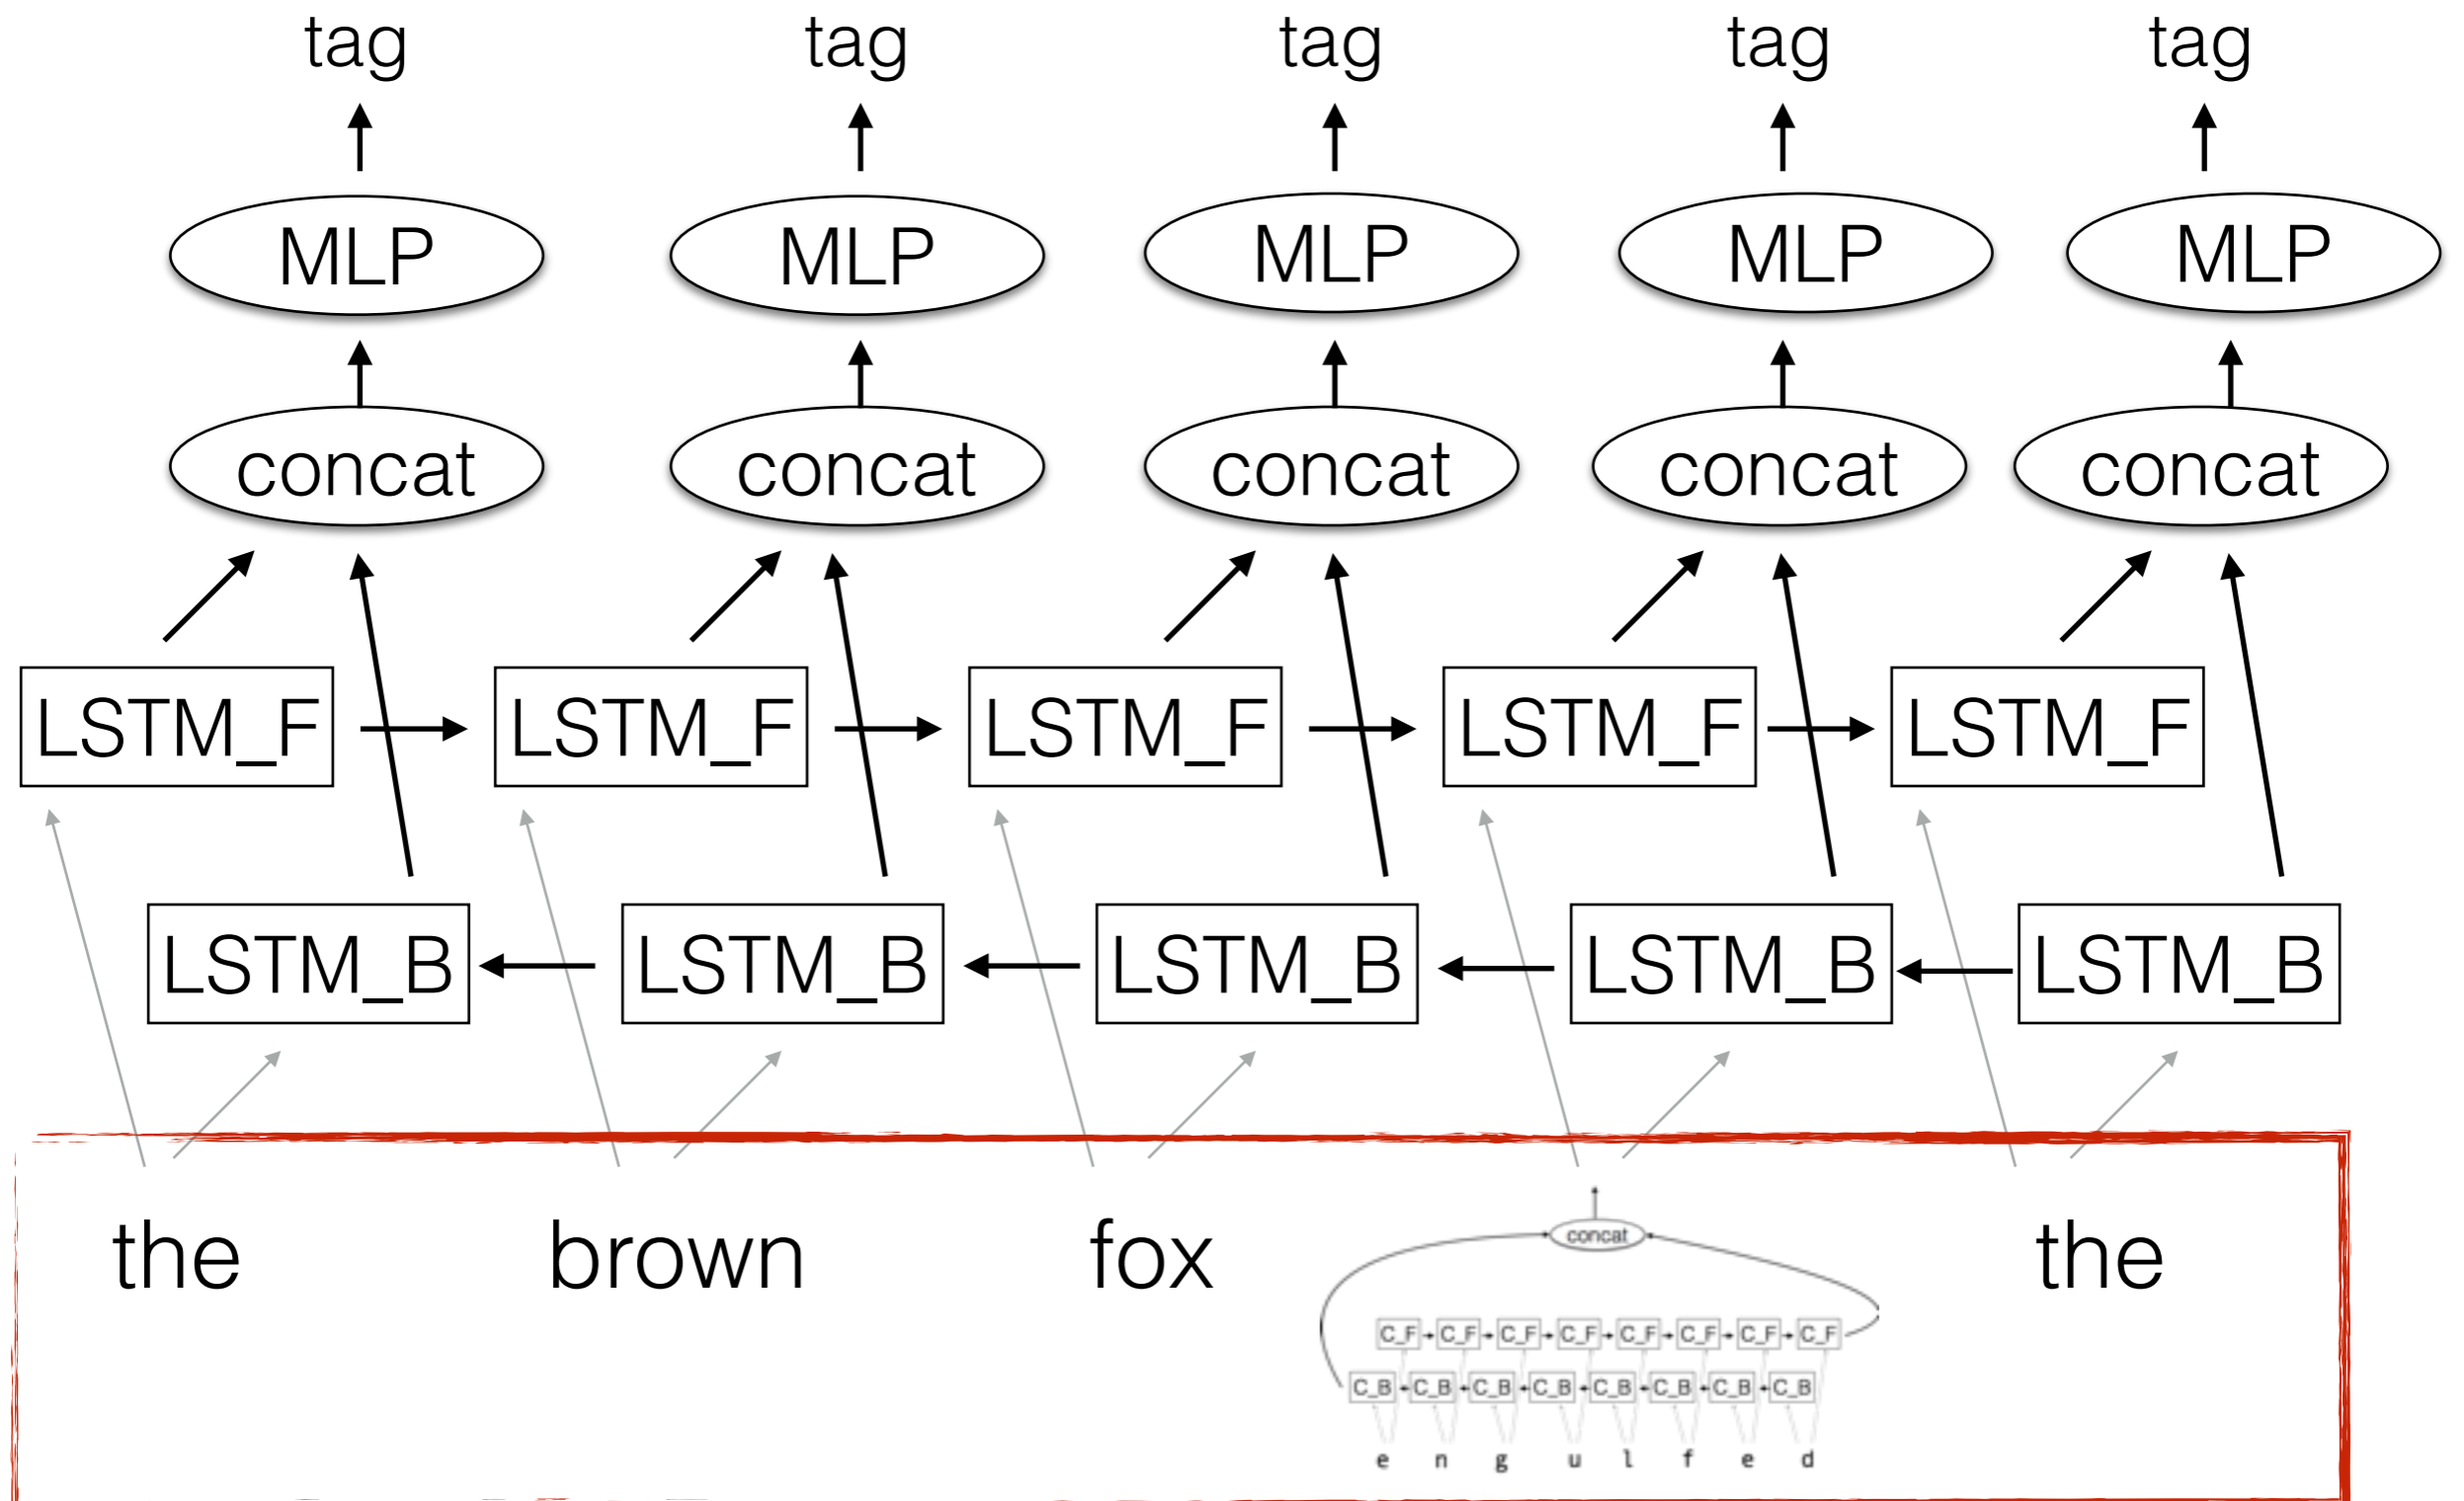 tag tag tag tag tag
MLP MLP MLP MLP MLP
concat concat concat concat concat
LSTM_F LSTM_F LSTM_F LSTM_F LSTM_F
LSTM_B LSTM_B LSTM_B LSTM_B LSTM_B
the brown fox the
concat
C_F C_F C_F C_F C_F C_F C_F C_F
C_B C_B C_B C_B C_B C_B C_B C_B
e n g u l f e d